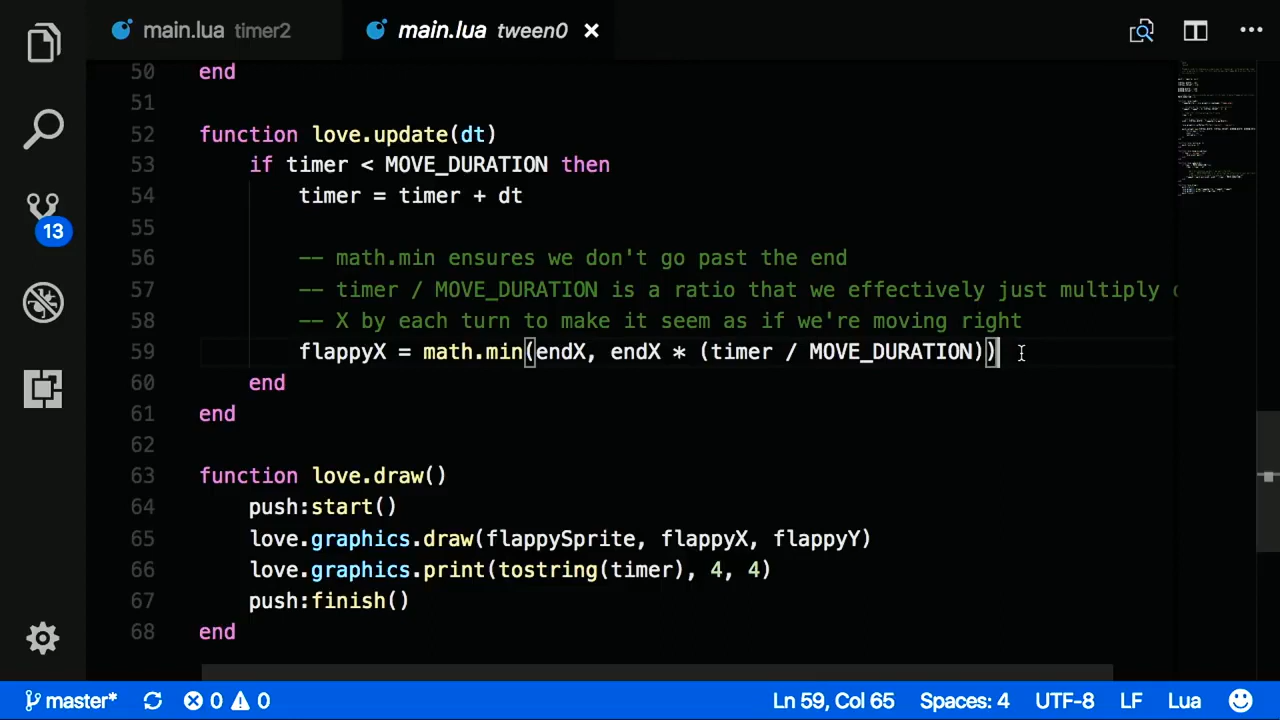 main.lua timer2 main.lua tween0
50 end
51
52 function love.update(dt)
53 if timer < MOVE_DURATION then
54 timer = timer + dt
55
56 -- math.min ensures we don't go past the end
57 -- timer / MOVE_DURATION is a ratio that we effectively just multiply
58 -- X by each turn to make it seem as if we're moving right
59 flappyX = math.min(endX, endX * (timer / MOVE_DURATION))
60 end
61 end
62
63 function love.draw()
64 push:start()
65 love.graphics.draw(flappySprite, flappyX, flappyY)
66 love.graphics.print(tostring(timer), 4, 4)
67 push:finish()
68 end
13
master* 0 0 Ln 59, Col 65 Spaces: 4 UTF-8 LF Lua